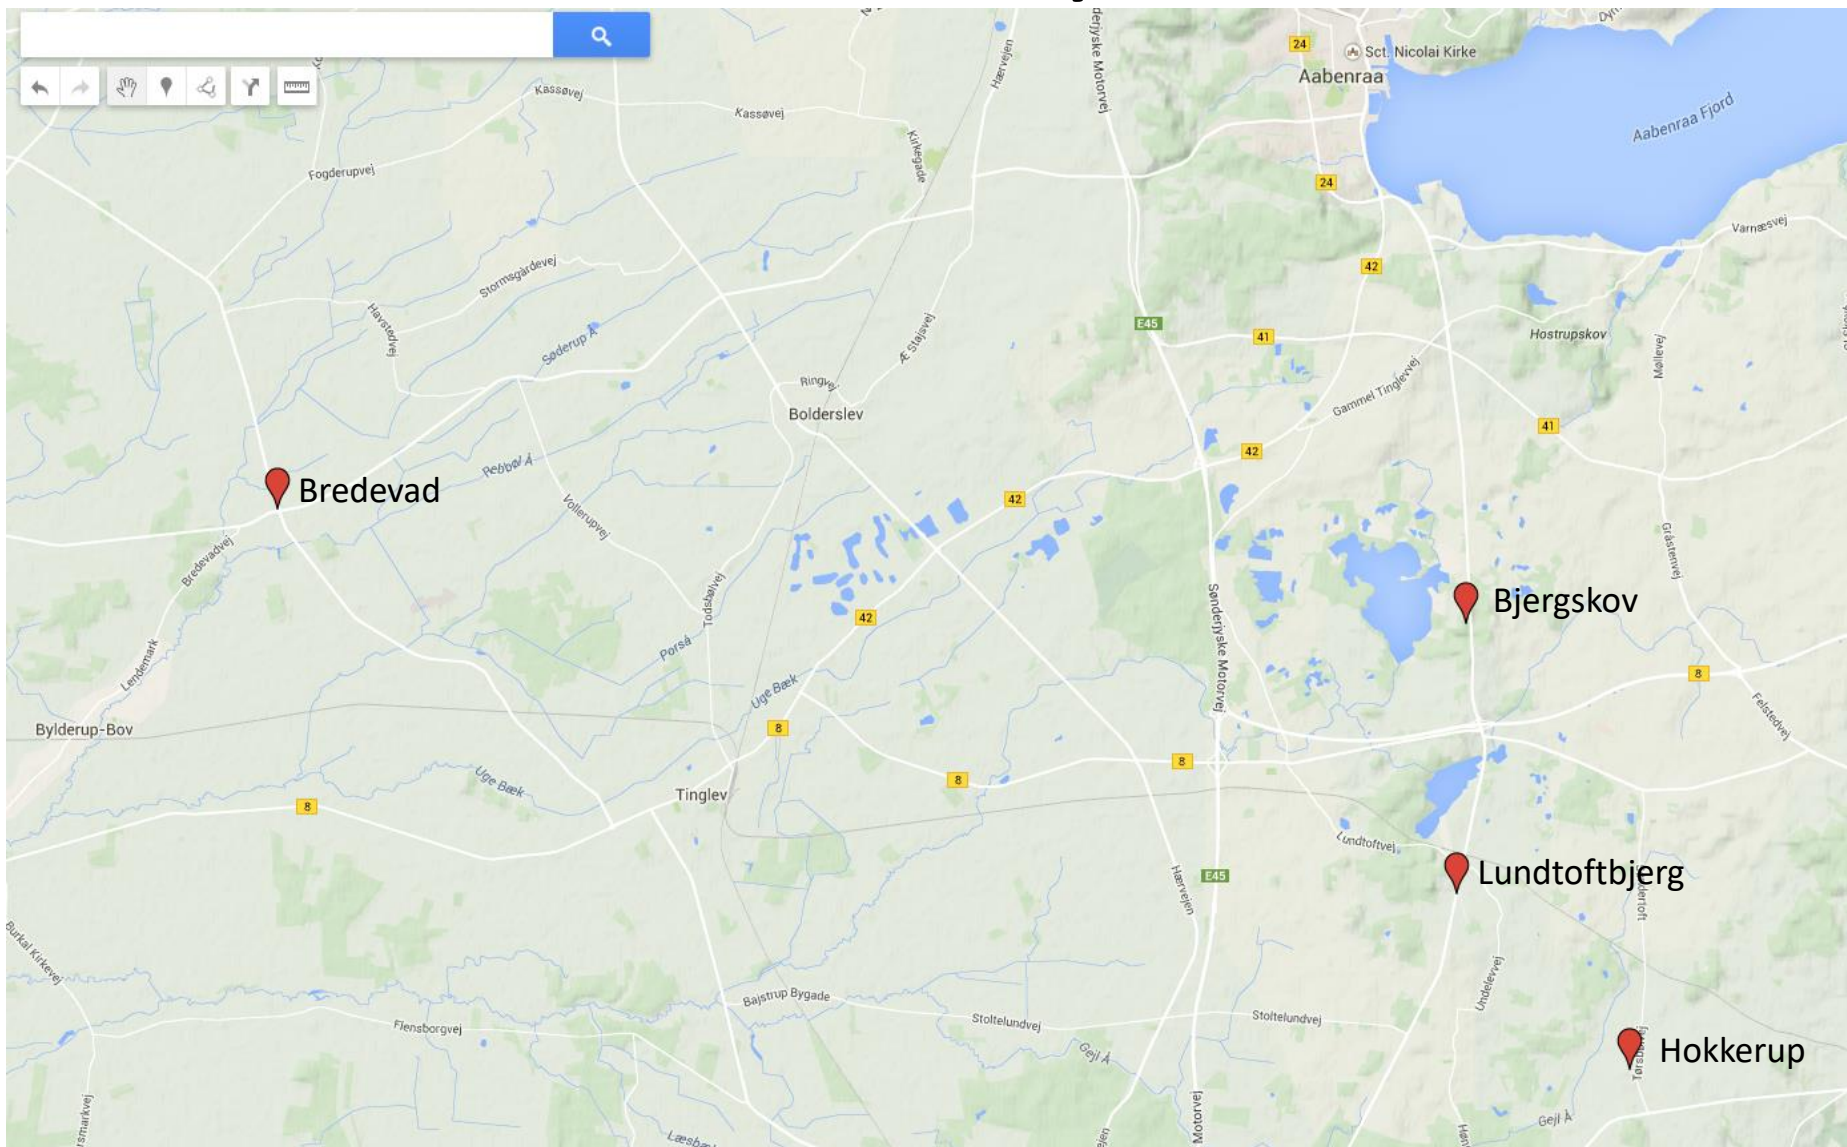 g
24
Sct. Nicolai Kirke
Aabenraa
Hærvejen
Kassøvej
Kassøvej
Aabenraa Fjord
Kirkegade
Fogderupvej
24
Varnæsvej
42
Stormsgårdevej
E45
Havstedvej
Søderup Å
Æ Stajsvej
41
Hostrupskov
Møllevej
Ringvej
Gammel Tinglevvej
Bolderslev
41
42
Rebbøl Å
Bredevad
42
Vollerupvej
Gråstenvej
Bredevadvej
Todsbølvej
Bjergskov
42
Sønderjyske Motorvej
Porså
Lendemark
8
Uge Bæk
Felstedvej
Bylderup-Bov
8
8
Uge Bæk
8
Tinglev
8
Lundtoftvej
Hærvejen
E45
Lundtoftbjerg
Burkal Kirkevej
Undelevvej
Bajstrup Bygade
Flensborgvej
Stoltelundvej
Stoltelundvej
Gejl Å
Hokkerup
Tørsbølvej
Motorvej
Gejl Å